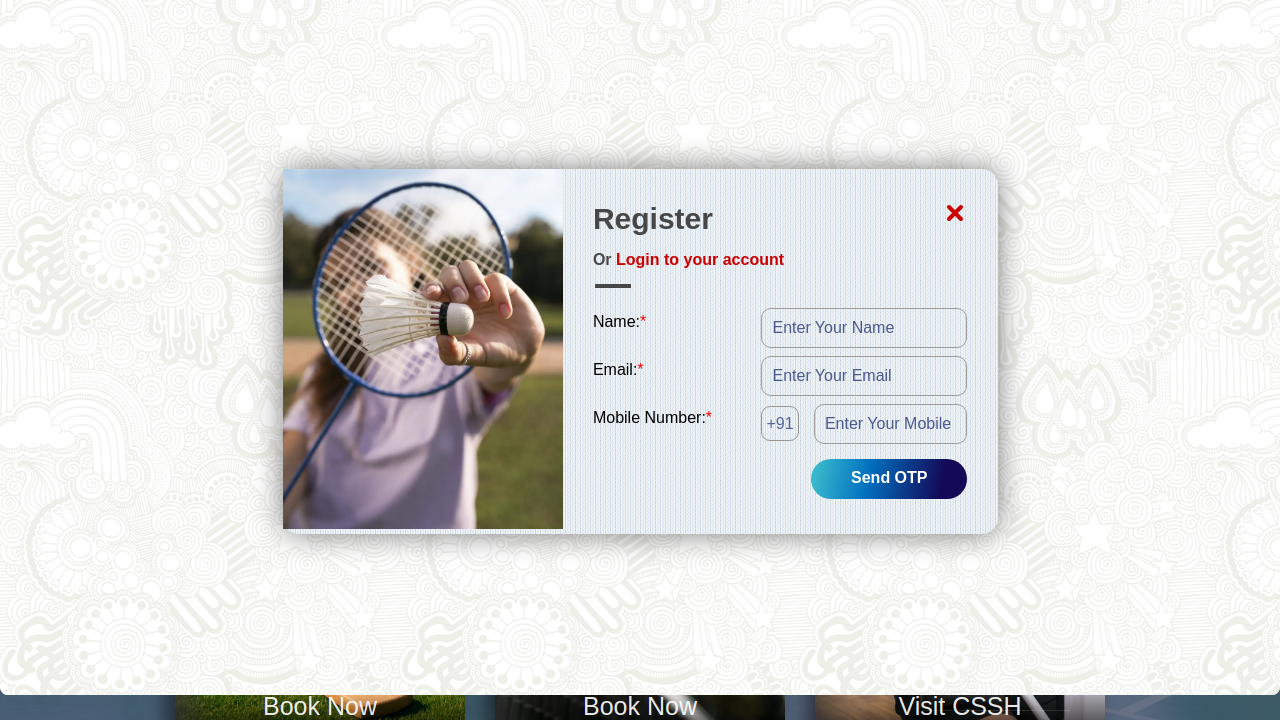 Register
Or Login to your account
Name:*
Enter Your Name
Email:*
Enter Your Email
Mobile Number:*
+91
Enter Your Mobile
Send OTP
Book Now
Book Now
Visit CSSH